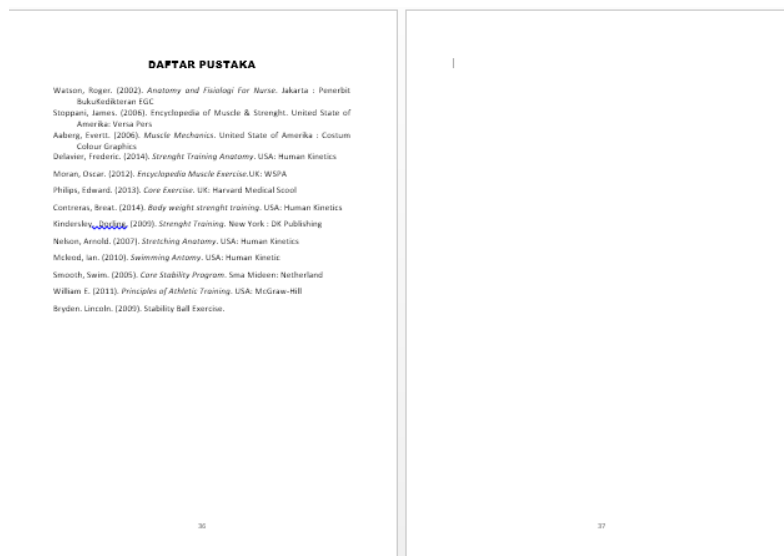 DAFTAR PUSTAKA
Watson, Roger. (2002). Anatomy and Fisiologi For Nurse. Jakarta : Penerbit
BukuKedikteran EGC
Stoppani, James. (2006). Encyclopedia of Muscle & Strenght. United State of
Amerika: Versa Pers
Aaberg, Evertt. (2006). Muscle Mechanics. United State of Amerika : Costum
Colour Graphics
Delavier, Frederic. (2014). Strenght Training Anatomy. USA: Human Kinetics
Moran, Oscar. (2012). Encyclopedia Muscle Exercise.UK: WSPA
Philips, Edward. (2013). Core Exercise. UK: Harvard Medical Scool
Contreras, Breat. (2014). Body weight strenght training. USA: Human Kinetics
Kindersley, Dorling. (2009). Strenght Training. New York : DK Publishing
Nelson, Arnold. (2007). Stretching Anatomy. USA: Human Kinetics
Mcleod, Ian. (2010). Swimming Antomy. USA: Human Kinetic
Smooth, Swim. (2005). Core Stability Program. Sma Mideen: Netherland
William E. (2011). Principles of Athletic Training. USA: McGraw-Hill
Bryden. Lincoln. (2009). Stability Ball Exercise.
36
37